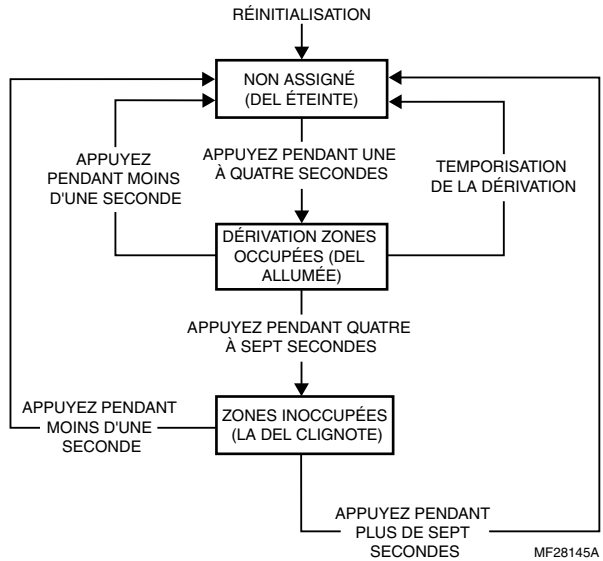 RÉINITIALISATION
NON ASSIGNÉ
(DEL ÉTEINTE)
APPUYEZ
PENDANT MOINS
D'UNE SECONDE
APPUYEZ PENDANT UNE
À QUATRE SECONDES
TEMPORISATION
DE LA DÉRIVATION
DÉRIVATION ZONES
OCCUPÉES (DEL
ALLUMÉE)
APPUYEZ PENDANT QUATRE
À SEPT SECONDES
APPUYEZ PENDANT
MOINS D'UNE
SECONDE
ZONES INOCCUPÉES
(LA DEL CLIGNOTE)
APPUYEZ PENDANT
PLUS DE SEPT
SECONDES
MF28145A